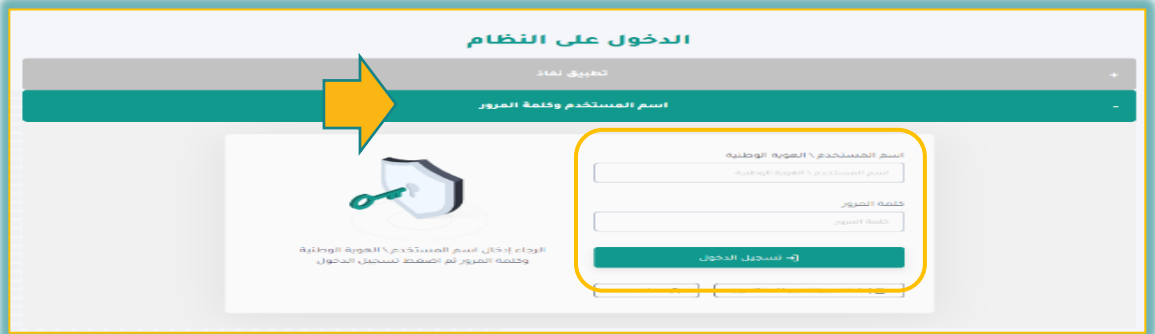 الدخول على النظام
تطبيق نفاذ
+
اسم المستخدم وكلمة المرور
-
اسم المستخدم \ الهوية الوطنية
اسم المستخدم \ الهوية الوطنية
كلمة المرور
كلمة المرور
تسجيل الدخول
الرجاء إدخال اسم المستخدم \ الهوية الوطنية
وكلمة المرور ثم اضغط تسجيل الدخول